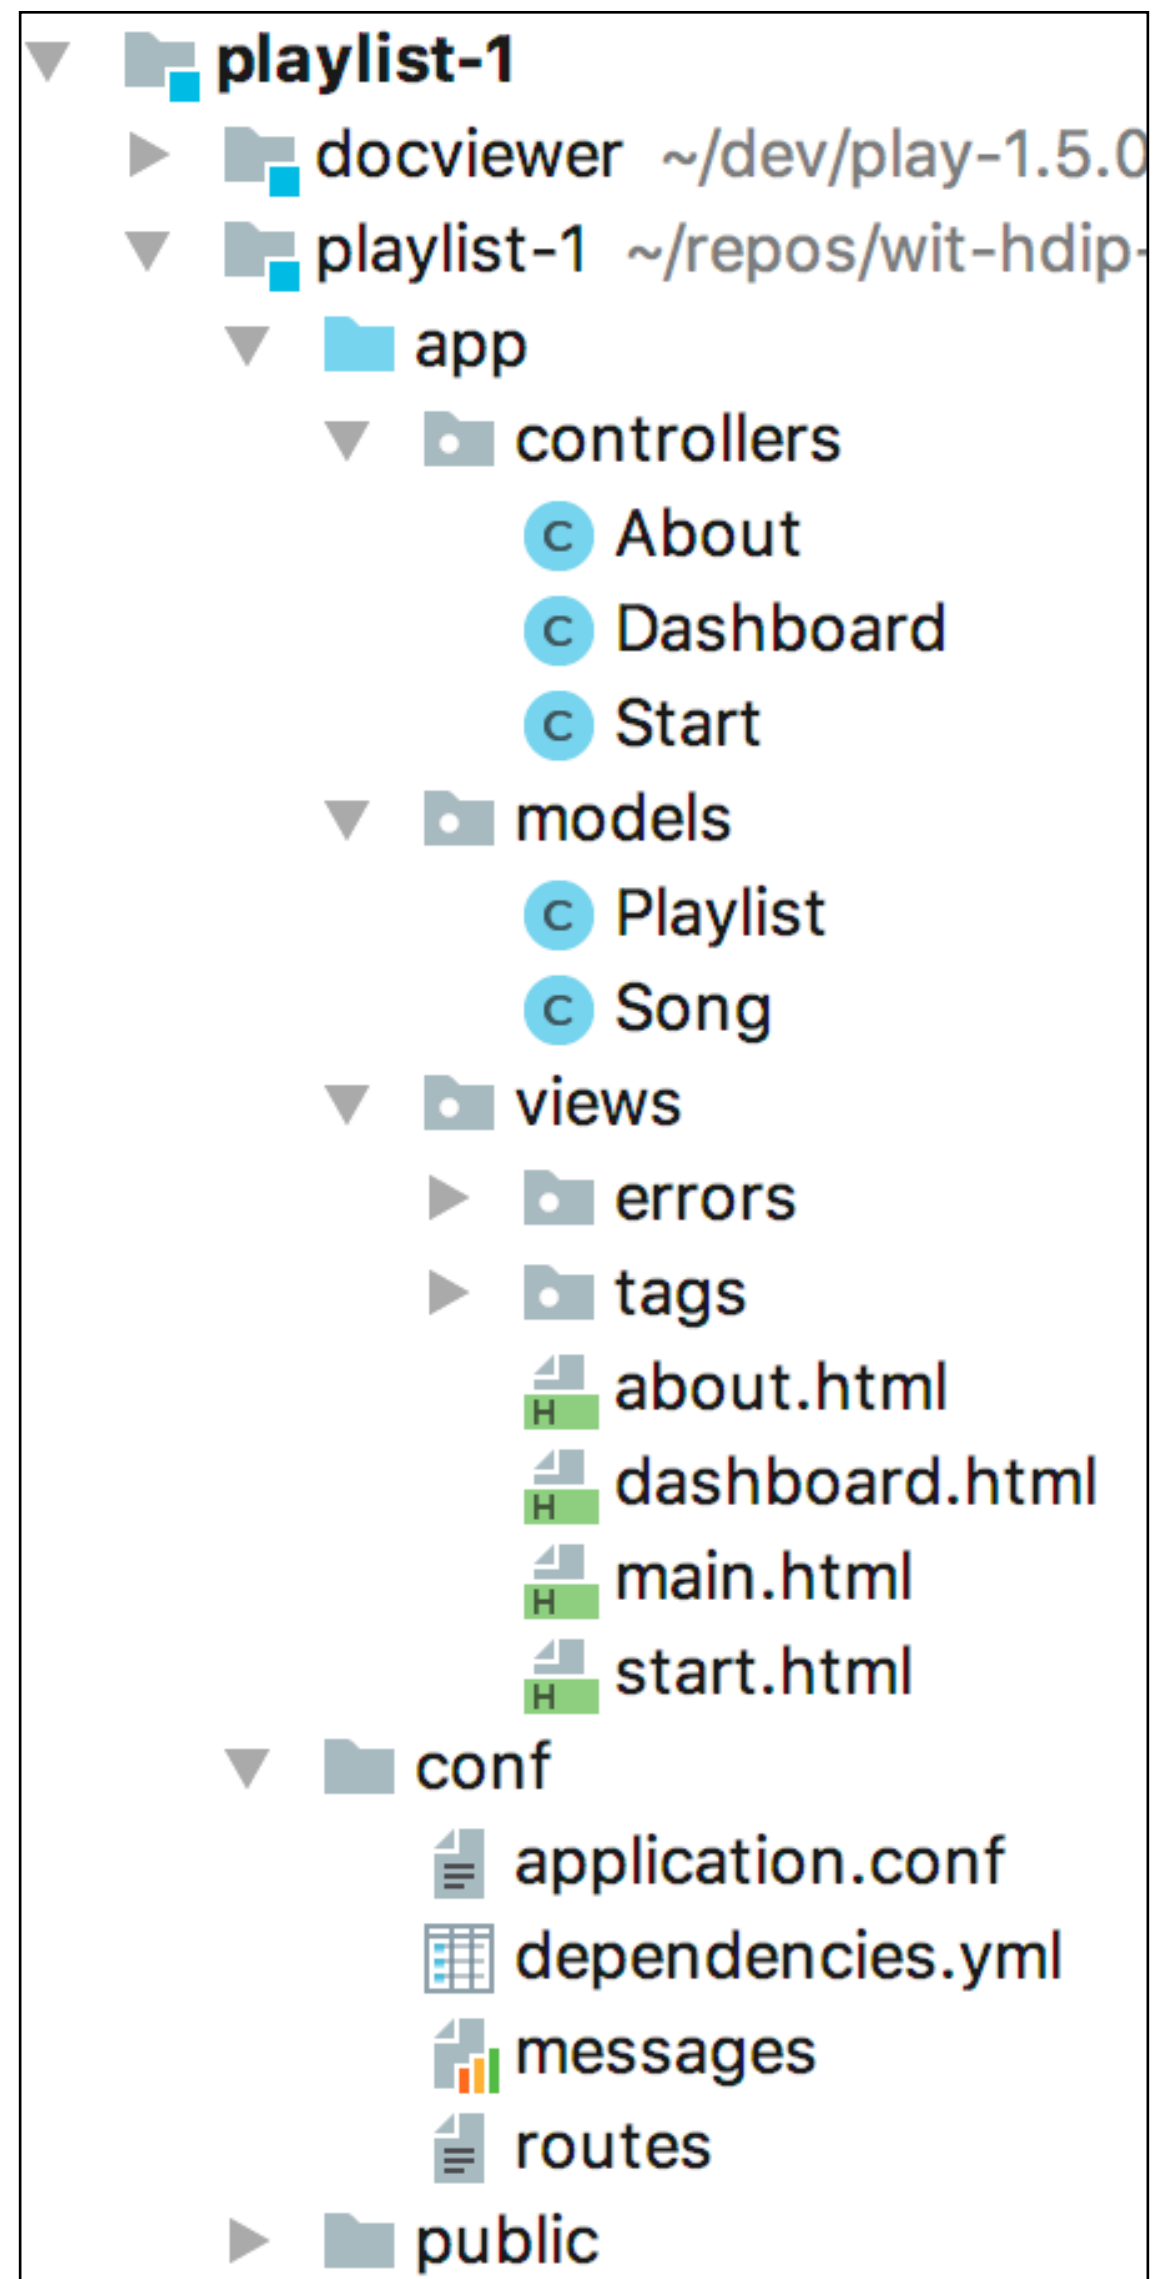 playlist-1
docviewer ~/dev/play-1.5.0
playlist-1 ~/repos/wit-hdip-
app
controllers
C About
C Dashboard
C Start
models
C Playlist
C Song
views
errors
tags
H about.html
H dashboard.html
H main.html
H start.html
conf
application.conf
dependencies.yml
messages
routes
public